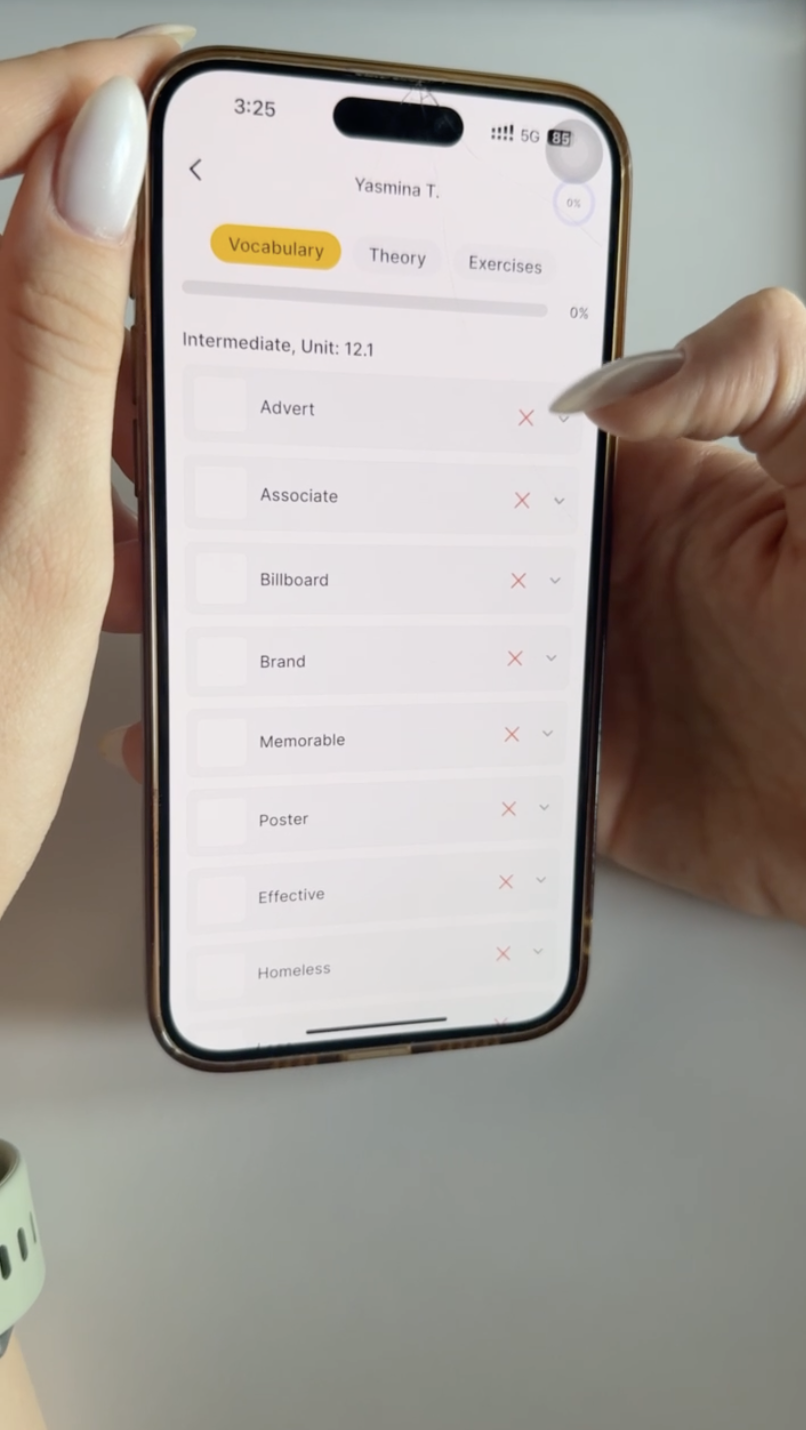 3:25
5G 85
Yasmina T.
0%
Vocabulary Theory Exercises
0%
Intermediate, Unit: 12.1
Advert
Associate
Billboard
Brand
Memorable
Poster
Effective
Homeless